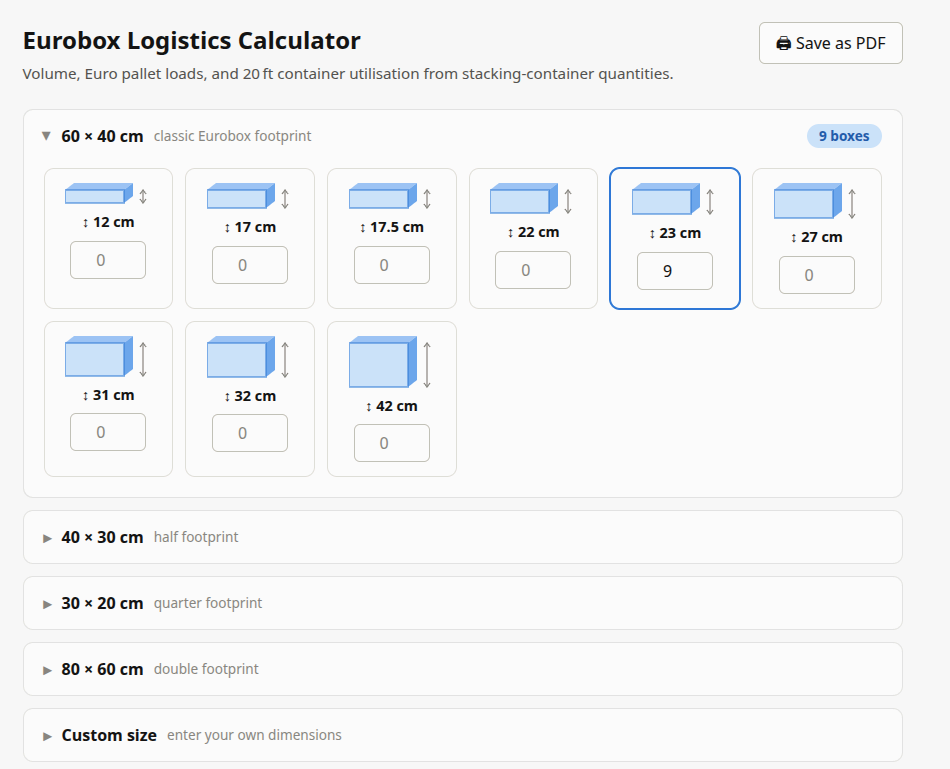 Eurobox Logistics Calculator
🖨 Save as PDF
Volume, Euro pallet loads, and 20 ft container utilisation from stacking-container quantities.
▼ 60 × 40 cm classic Eurobox footprint 9 boxes
↕ 12 cm
0
↕ 17 cm
0
↕ 17.5 cm
0
↕ 22 cm
0
↕ 23 cm
9
↕ 27 cm
0
↕ 31 cm
0
↕ 32 cm
0
↕ 42 cm
0
▶ 40 × 30 cm half footprint
▶ 30 × 20 cm quarter footprint
▶ 80 × 60 cm double footprint
▶ Custom size enter your own dimensions